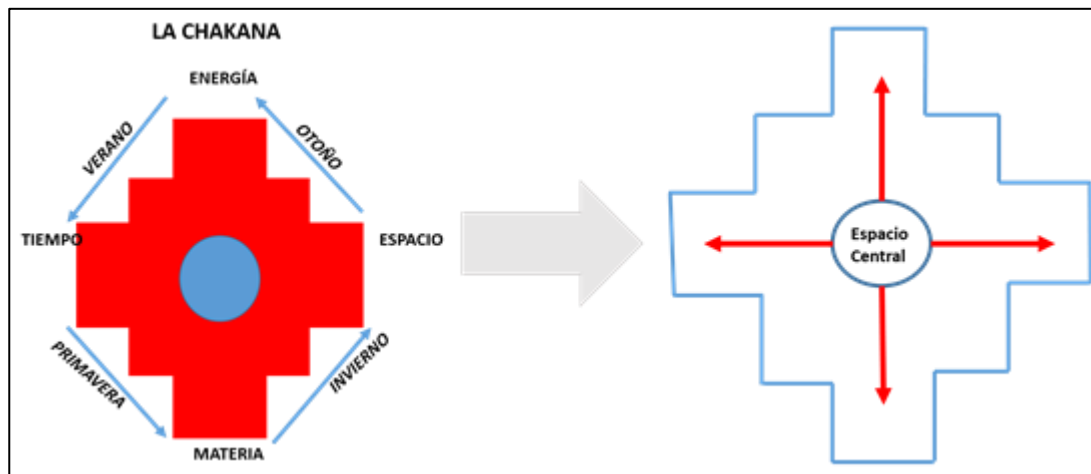 LA CHAKANA
ENERGÍA
VERANO
OTOÑO
TIEMPO
ESPACIO
PRIMAVERA
INVIERNO
MATERIA
Espacio
Central